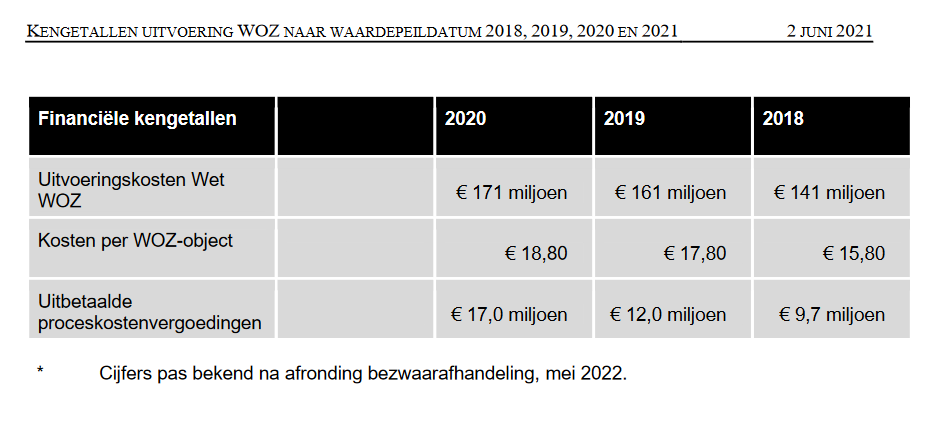 KENGETALLEN UITVOERING WOZ NAAR WAARDEPEILDATUM 2018, 2019, 2020 EN 2021 2 JUNI 2021
Financiële kengetallen 2020 2019 2018
Uitvoeringskosten Wet
WOZ
€ 171 miljoen € 161 miljoen € 141 miljoen
Kosten per WOZ-object
€ 18,80 € 17,80 € 15,80
Uitbetaalde
proceskostenvergoedingen
€ 17,0 miljoen € 12,0 miljoen € 9,7 miljoen
* Cijfers pas bekend na afronding bezwaarafhandeling, mei 2022.